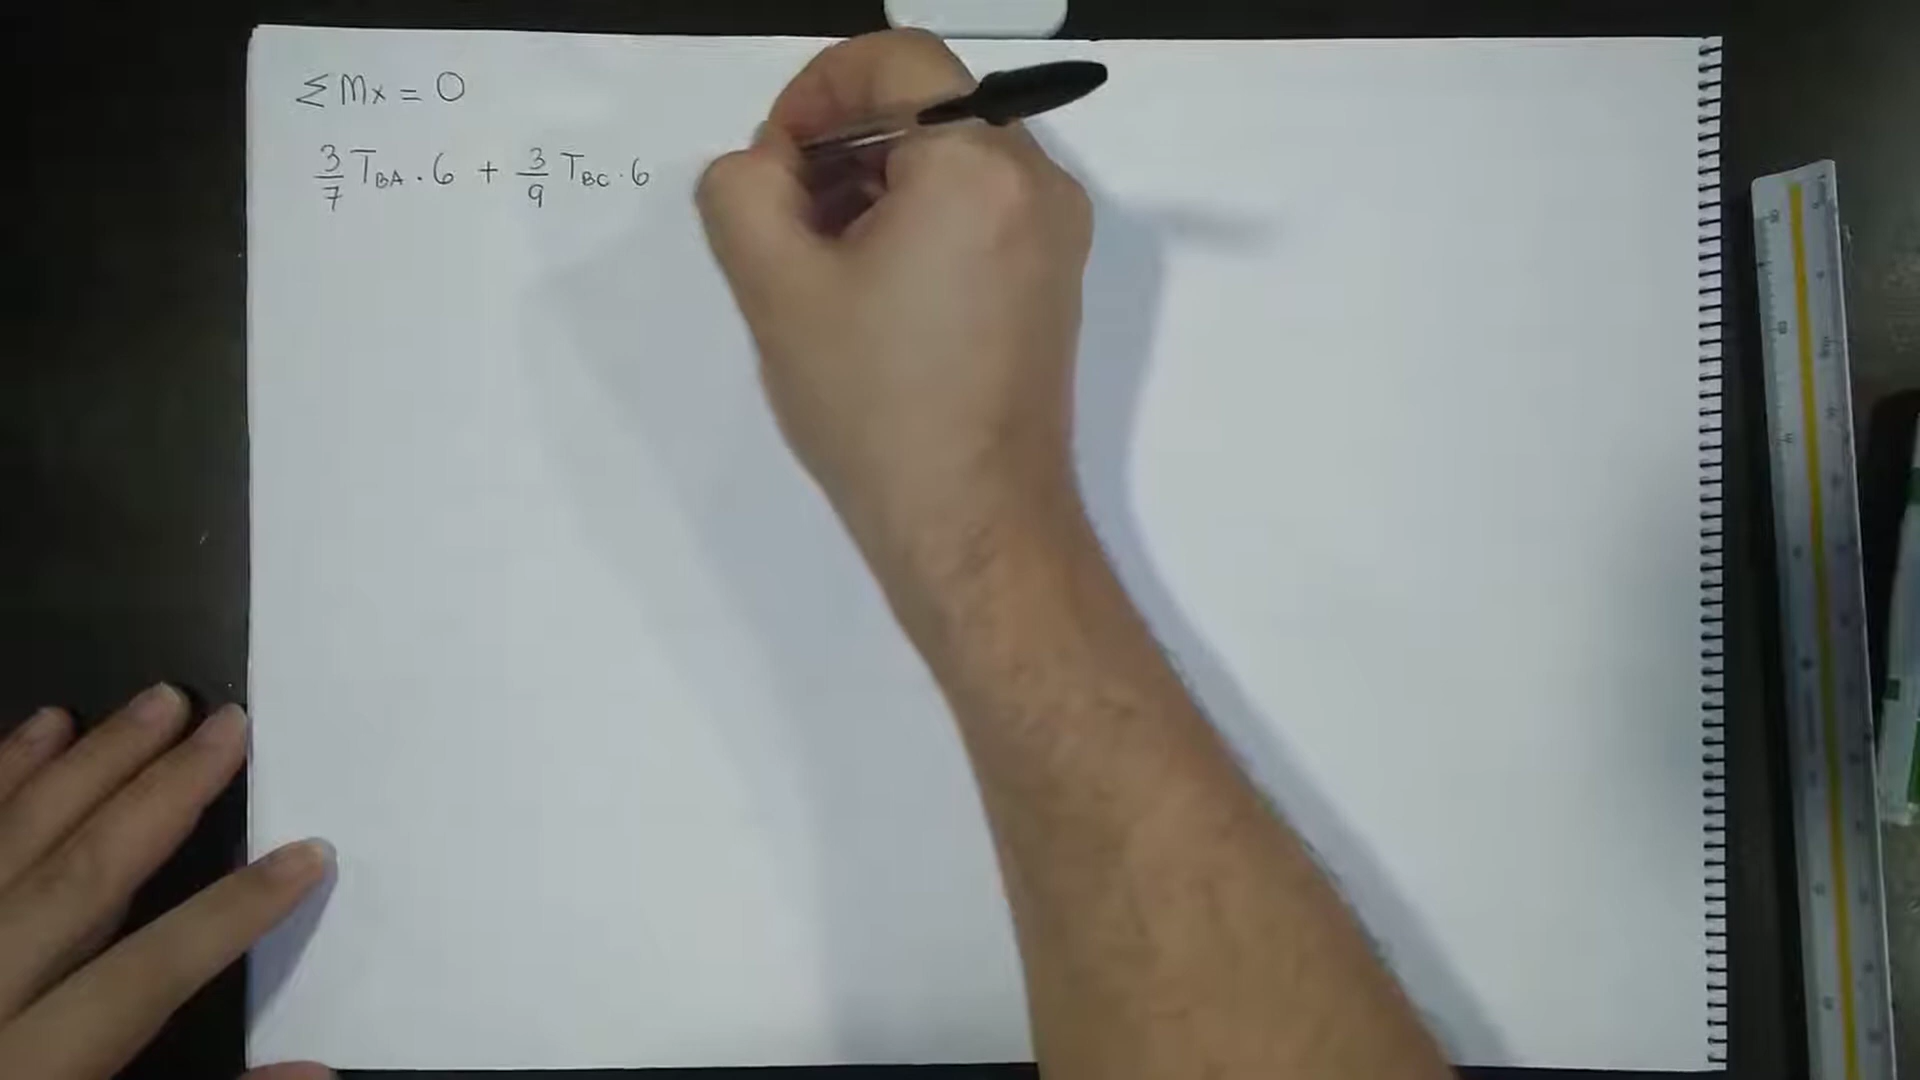 ΣMx = 0
3/7 TBA · 6 + 3/9 TBC · 6